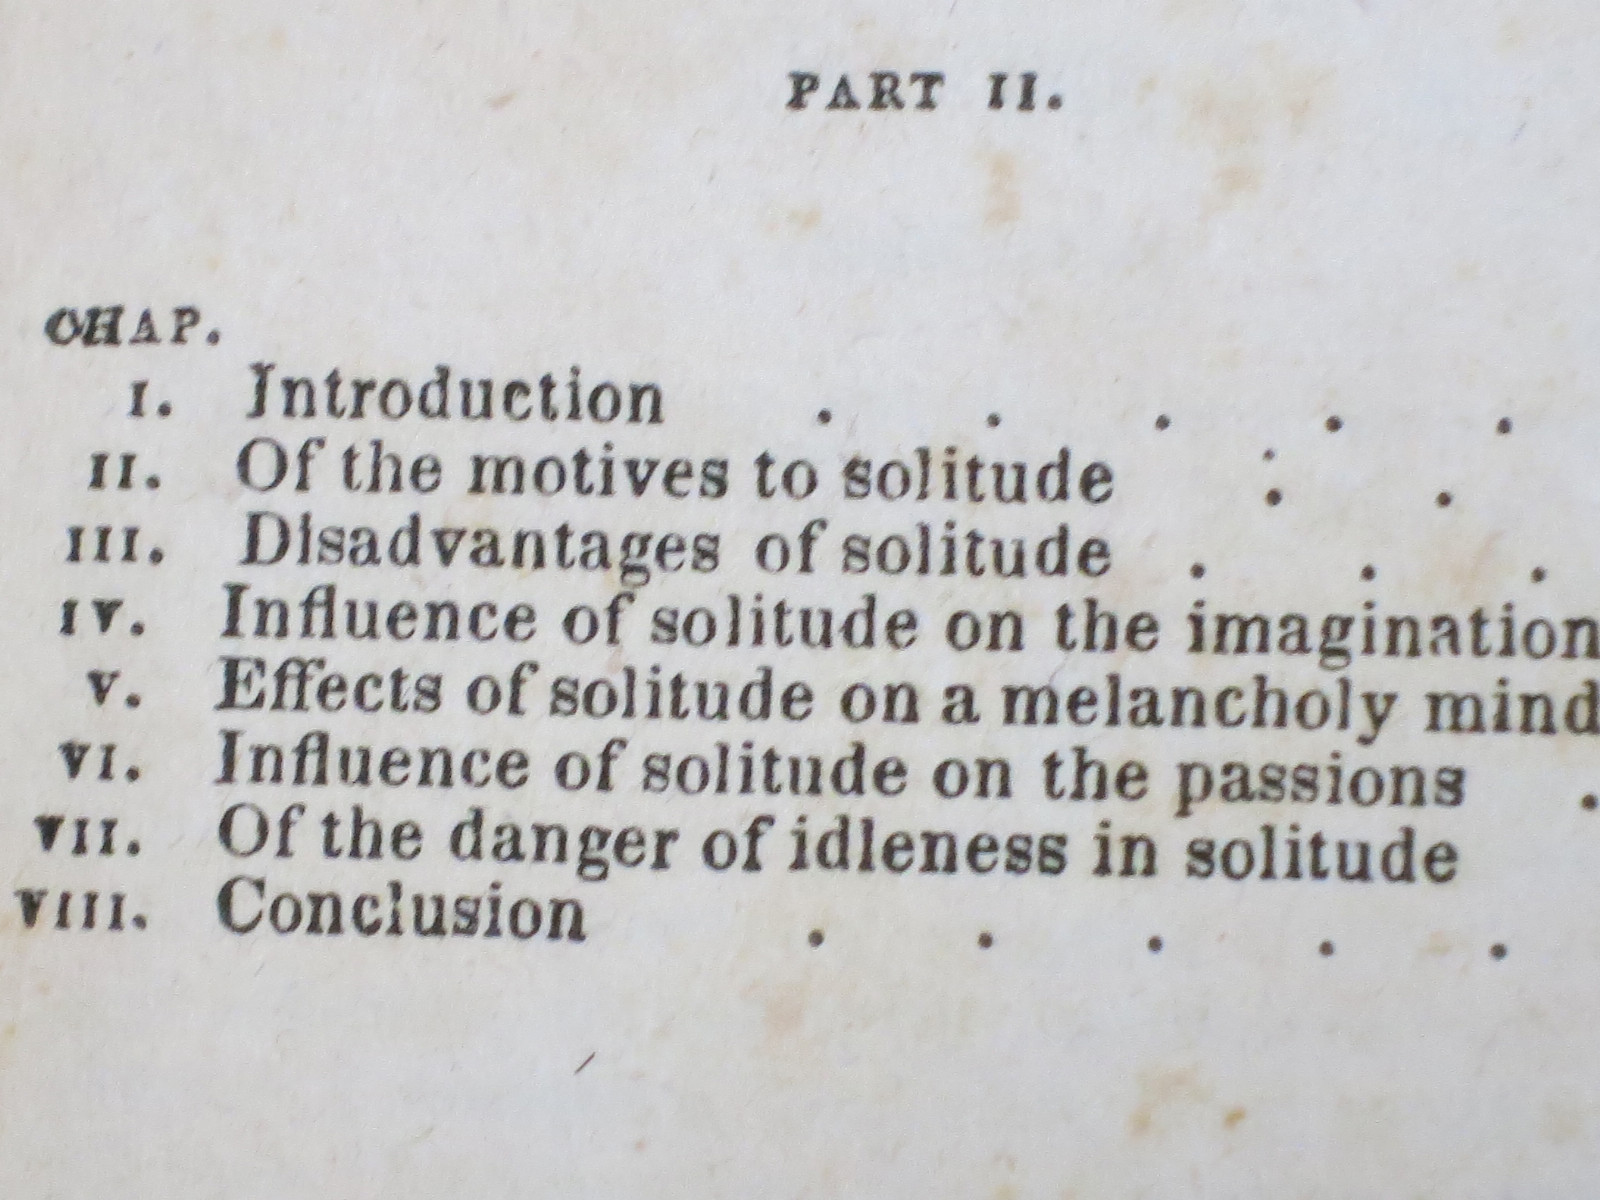 PART II.
CHAP.
I. Introduction . . . . .
II. Of the motives to solitude : .
III. Disadvantages of solitude . . .
IV. Influence of solitude on the imagination
V. Effects of solitude on a melancholy mind
VI. Influence of solitude on the passions .
VII. Of the danger of idleness in solitude
VIII. Conclusion . . . . .